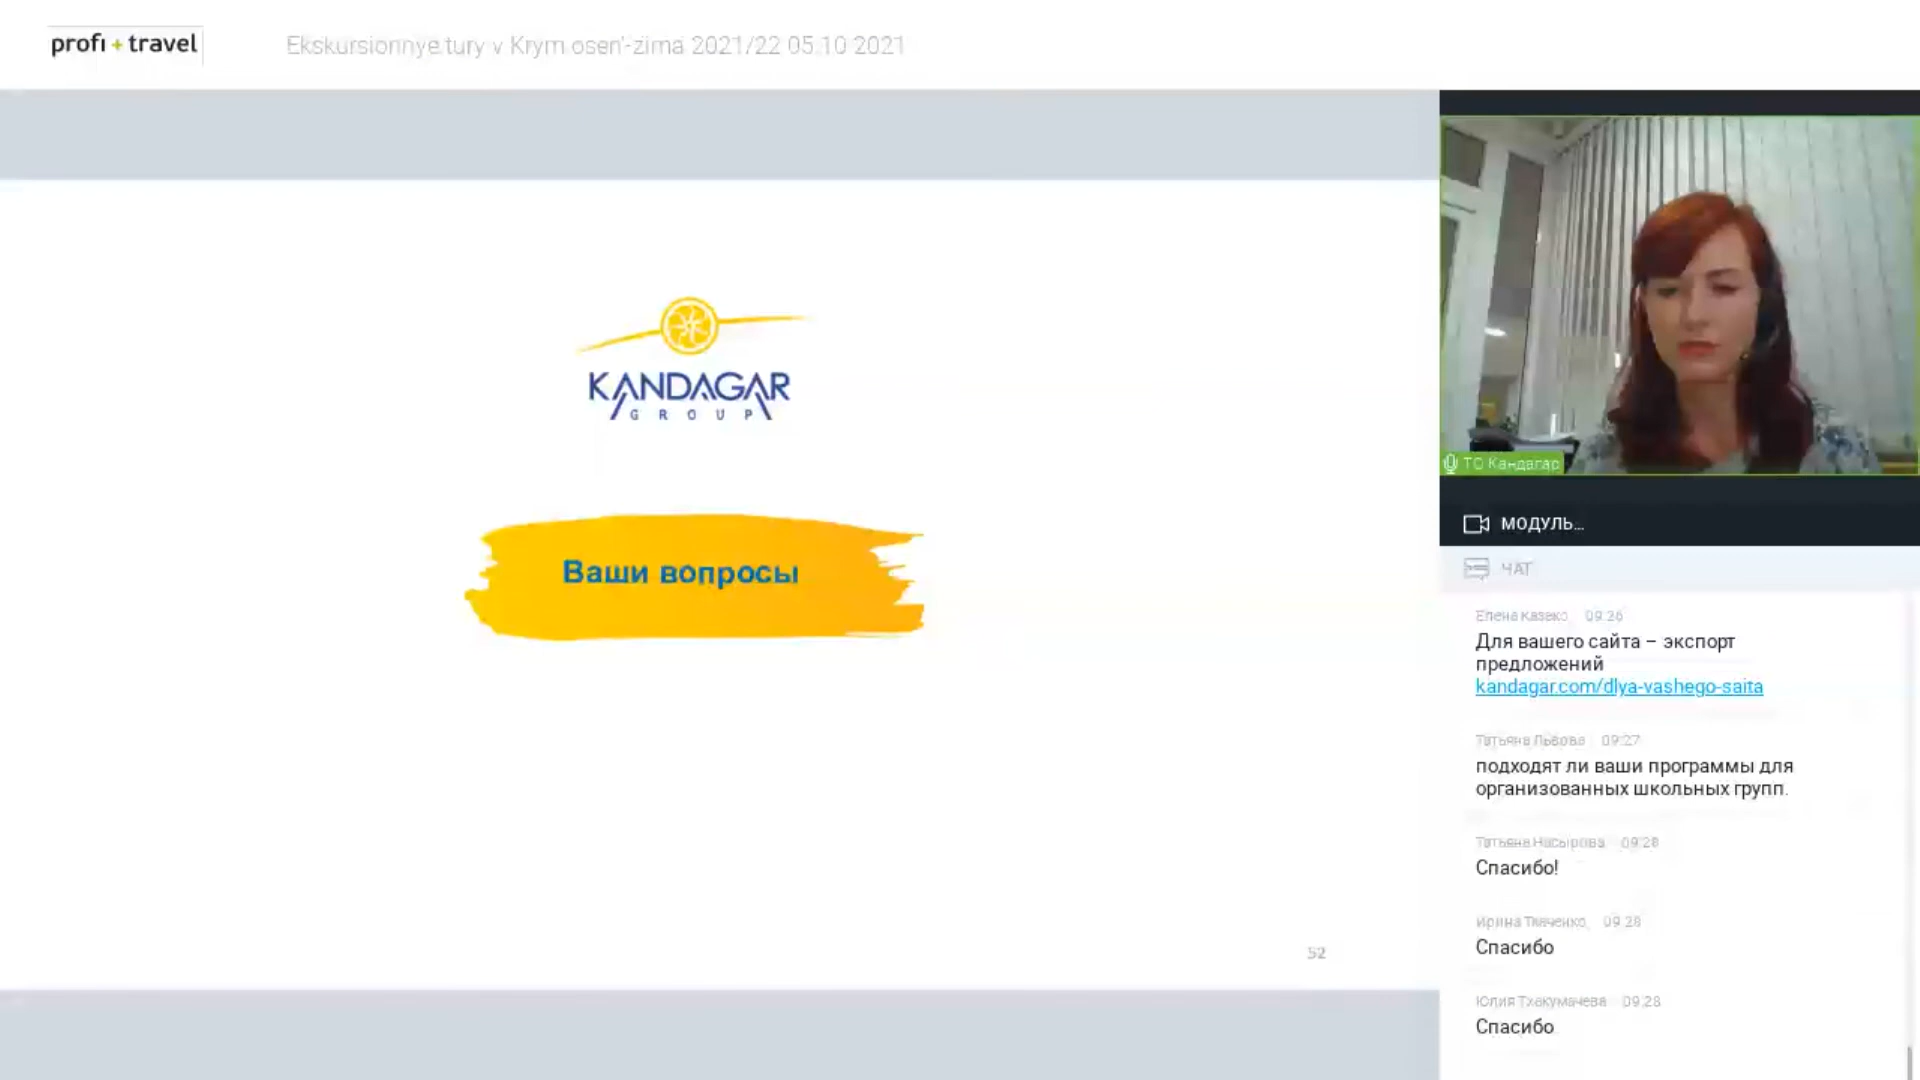 profi + travel
Ekskursionnye tury v Krym osen'-zima 2021/22 05.10 2021
KANDAGAR
GROUP
Ваши вопросы
52
ТО Кандагар
МОДУЛЬ...
ЧАТ
Елена Казеко 09:26
Для вашего сайта – экспорт
предложений
kandagar.com/dlya-vashego-saita
Татьяна Львова 09:27
подходят ли ваши программы для
организованных школьных групп.
Татьяна Насырова 09:28
Спасибо!
Ирина Ткаченко 09:28
Спасибо
Юлия Тхакумачева 09:28
Спасибо